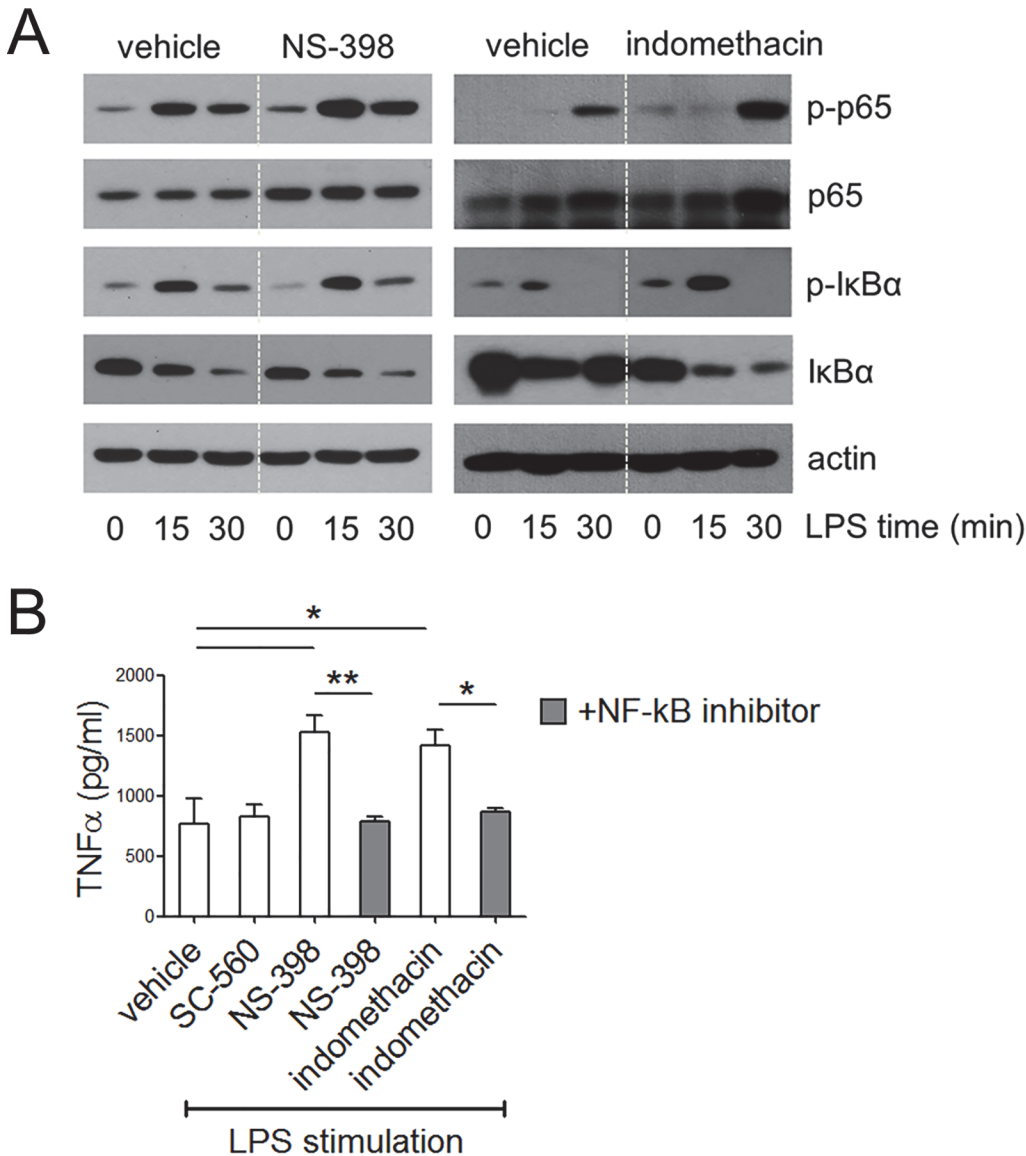 A
vehicle NS-398 vehicle indomethacin
p-p65
p65
p-IκBα
IκBα
actin
0 15 30 0 15 30 0 15 30 0 15 30 LPS time (min)
B
*
** *
2000
1500
1000
500
0
TNFα (pg/ml)
+NF-kB inhibitor
vehicle
SC-560
NS-398
NS-398
indomethacin
indomethacin
LPS stimulation